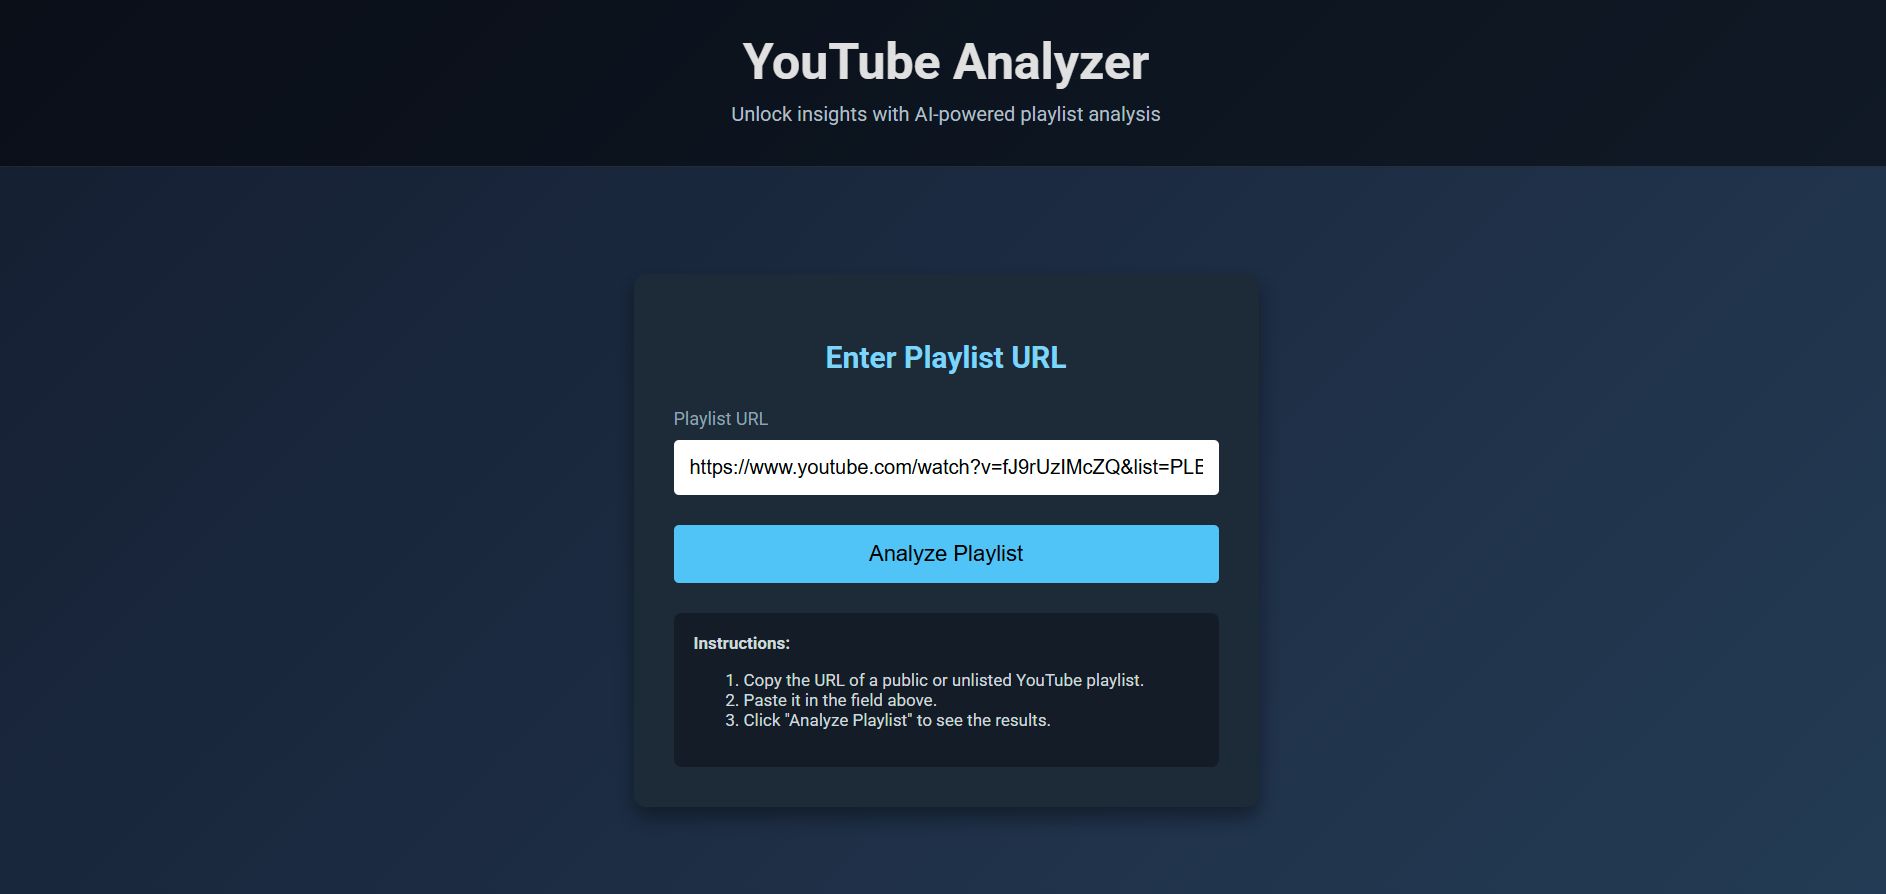 YouTube Analyzer
Unlock insights with AI-powered playlist analysis
Enter Playlist URL
Playlist URL
https://www.youtube.com/watch?v=fJ9rUzIMcZQ&list=PLE
Analyze Playlist
Instructions:
1. Copy the URL of a public or unlisted YouTube playlist.
2. Paste it in the field above.
3. Click "Analyze Playlist" to see the results.